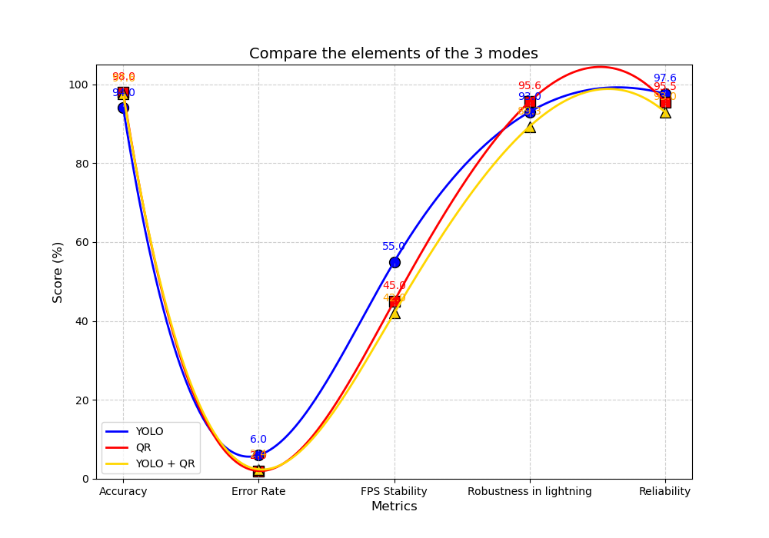 Compare the elements of the 3 modes
Score (%)
100
80
60
40
20
0
98.0
6.0
55.0
45.0
95.6
97.6
95.5
YOLO
QR
YOLO + QR
Accuracy
Error Rate
FPS Stability
Robustness in lightning
Reliability
Metrics